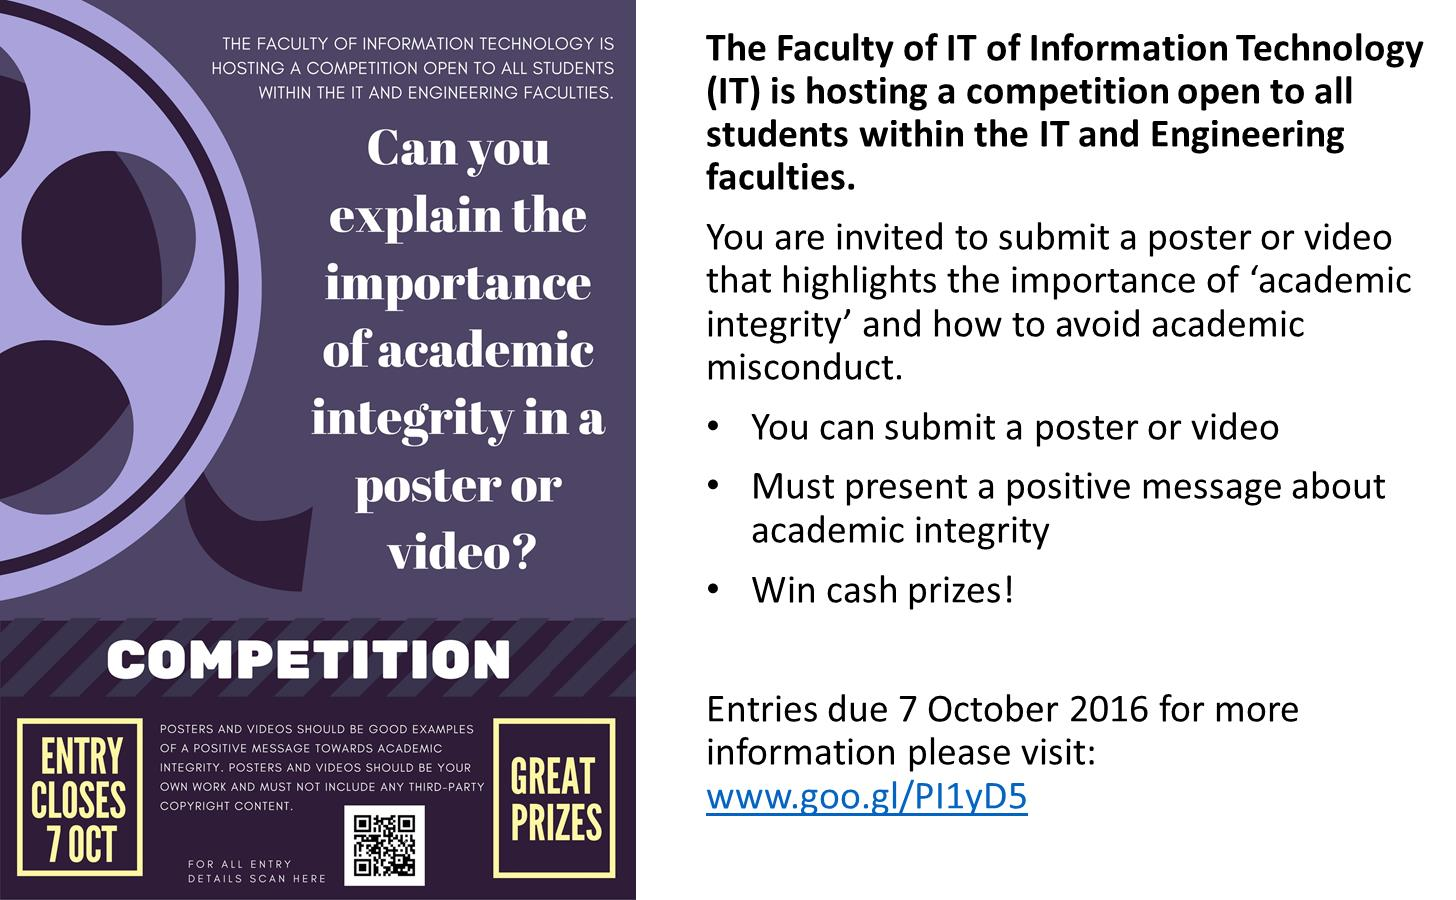 THE FACULTY OF INFORMATION TECHNOLOGY IS
HOSTING A COMPETITION OPEN TO ALL STUDENTS
WITHIN THE IT AND ENGINEERING FACULTIES.
Can you
explain the
importance
of academic
integrity in a
poster or
video?
COMPETITION
ENTRY
CLOSES
7 OCT
POSTERS AND VIDEOS SHOULD BE GOOD EXAMPLES
OF A POSITIVE MESSAGE TOWARDS ACADEMIC
INTEGRITY. POSTERS AND VIDEOS SHOULD BE YOUR
OWN WORK AND MUST NOT INCLUDE ANY THIRD-PARTY
COPYRIGHT CONTENT.
FOR ALL ENTRY
DETAILS SCAN HERE
GREAT
PRIZES
The Faculty of IT of Information Technology
(IT) is hosting a competition open to all
students within the IT and Engineering
faculties.
You are invited to submit a poster or video
that highlights the importance of ‘academic
integrity’ and how to avoid academic
misconduct.
• You can submit a poster or video
• Must present a positive message about
academic integrity
• Win cash prizes!
Entries due 7 October 2016 for more
information please visit:
www.goo.gl/PI1yD5